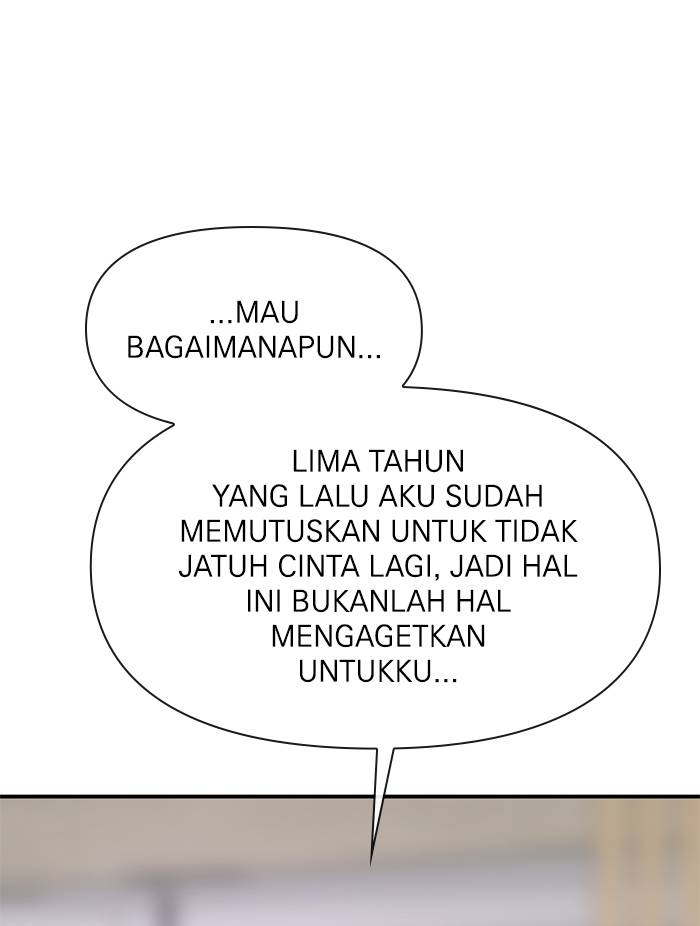 ...MAU
BAGAIMANAPUN...
LIMA TAHUN
YANG LALU AKU SUDAH
MEMUTUSKAN UNTUK TIDAK
JATUH CINTA LAGI, JADI HAL
INI BUKANLAH HAL
MENGAGETKAN
UNTUKKU...